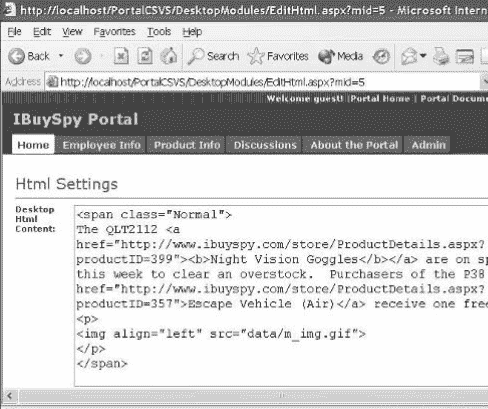 http://localhost/PortalCSVS/DesktopModules/EditHtml.aspx?mid=5 - Microsoft Intern
File Edit View Favorites Tools Help
Back Search Favorites Media
Address http://localhost/PortalCSVS/DesktopModules/EditHtml.aspx?mid=5
Welcome guest! | Portal Home | Portal Docume
IBuySpy Portal
Home Employee Info Product Info Discussions About the Portal Admin
Html Settings
Desktop
Html
Content:
<span class="Normal">
The QLT2112 <a
href="http://www.ibuyspy.com/store/ProductDetails.aspx?
productID=399"><b>Night Vision Goggles</b></a> are on sp
this week to clear an overstock.  Purchasers of the P38
href="http://www.ibuyspy.com/store/ProductDetails.aspx?
productID=357">Escape Vehicle (Air)</a> receive one free
<p>
<img align="left" src="data/m_img.gif">
</p>
</span>